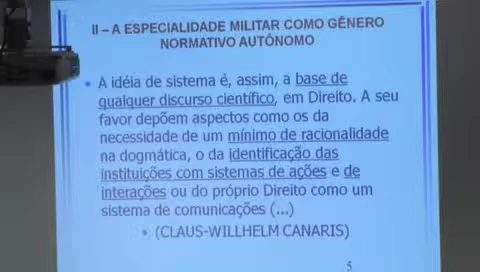 II – A ESPECIALIDADE MILITAR COMO GÊNERO
NORMATIVO AUTÔNOMO
• A idéia de sistema é, assim, a base de
qualquer discurso científico, em Direito. A seu
favor depõem aspectos como os da
necessidade de um mínimo de racionalidade
na dogmática, o da identificação das
instituições com sistemas de ações e de
interações ou do próprio Direito como um
sistema de comunicações (...)
• (CLAUS-WILLHELM CANARIS)
5